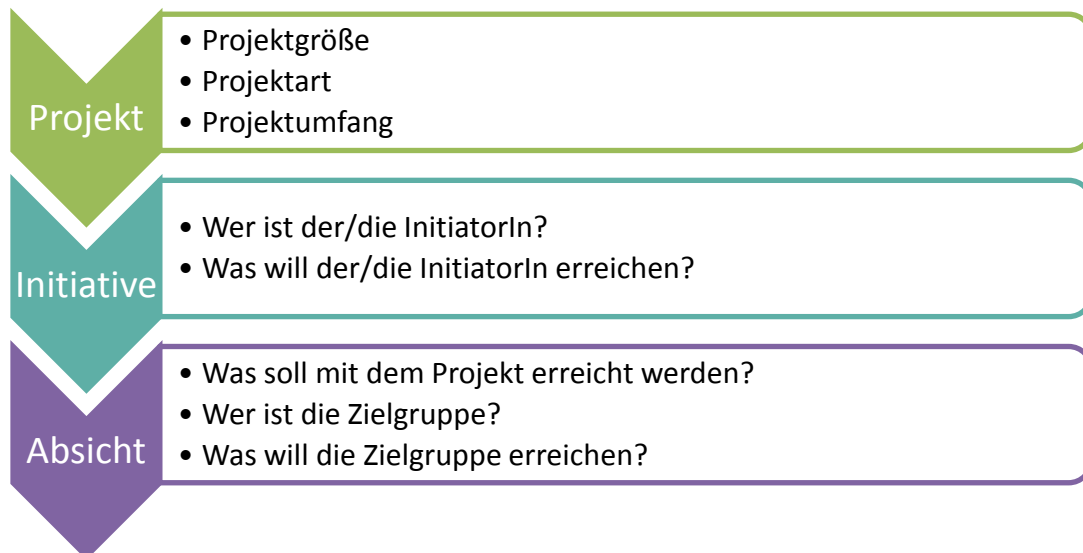 Projekt
• Projektgröße
• Projektart
• Projektumfang
Initiative
• Wer ist der/die InitiatorIn?
• Was will der/die InitiatorIn erreichen?
Absicht
• Was soll mit dem Projekt erreicht werden?
• Wer ist die Zielgruppe?
• Was will die Zielgruppe erreichen?